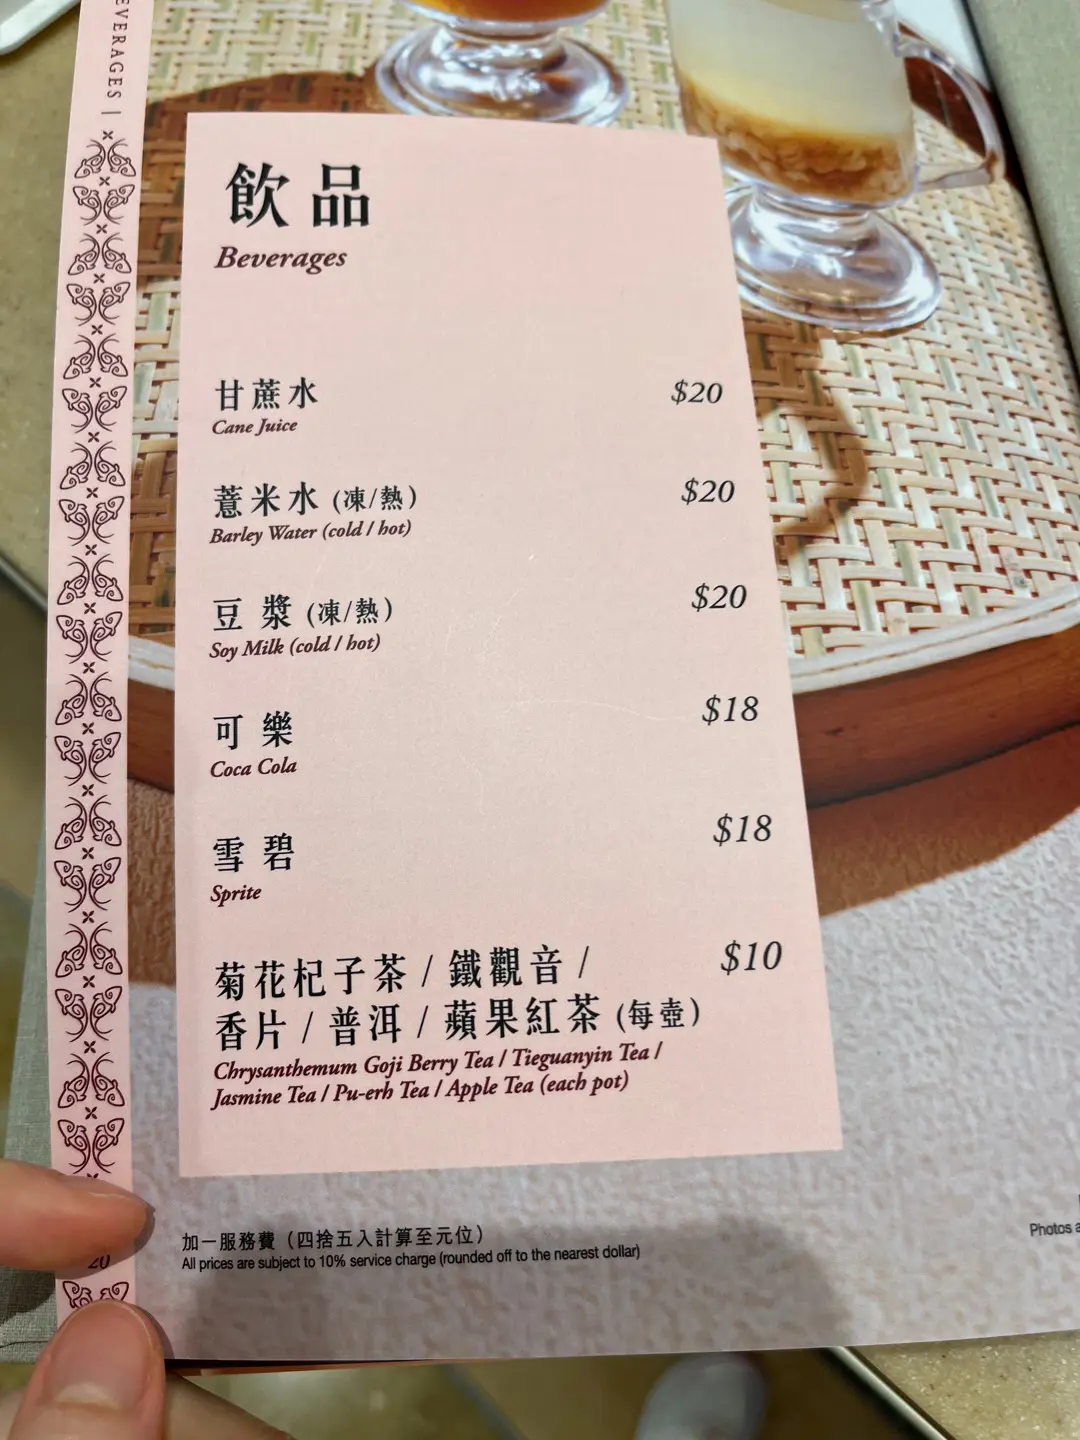 BEVERAGES |
飲品
Beverages
甘蔗水 $20
Cane Juice
薏米水 (凍/熱) $20
Barley Water (cold / hot)
豆漿 (凍/熱) $20
Soy Milk (cold / hot)
可樂 $18
Coca Cola
雪碧 $18
Sprite
菊花杞子茶 / 鐵觀音 / $10
香片 / 普洱 / 蘋果紅茶 (每壺)
Chrysanthemum Goji Berry Tea / Tieguanyin Tea /
Jasmine Tea / Pu-erh Tea / Apple Tea (each pot)
加一服務費（四捨五入計算至元位）
All prices are subject to 10% service charge (rounded off to the nearest dollar)
Photos
20